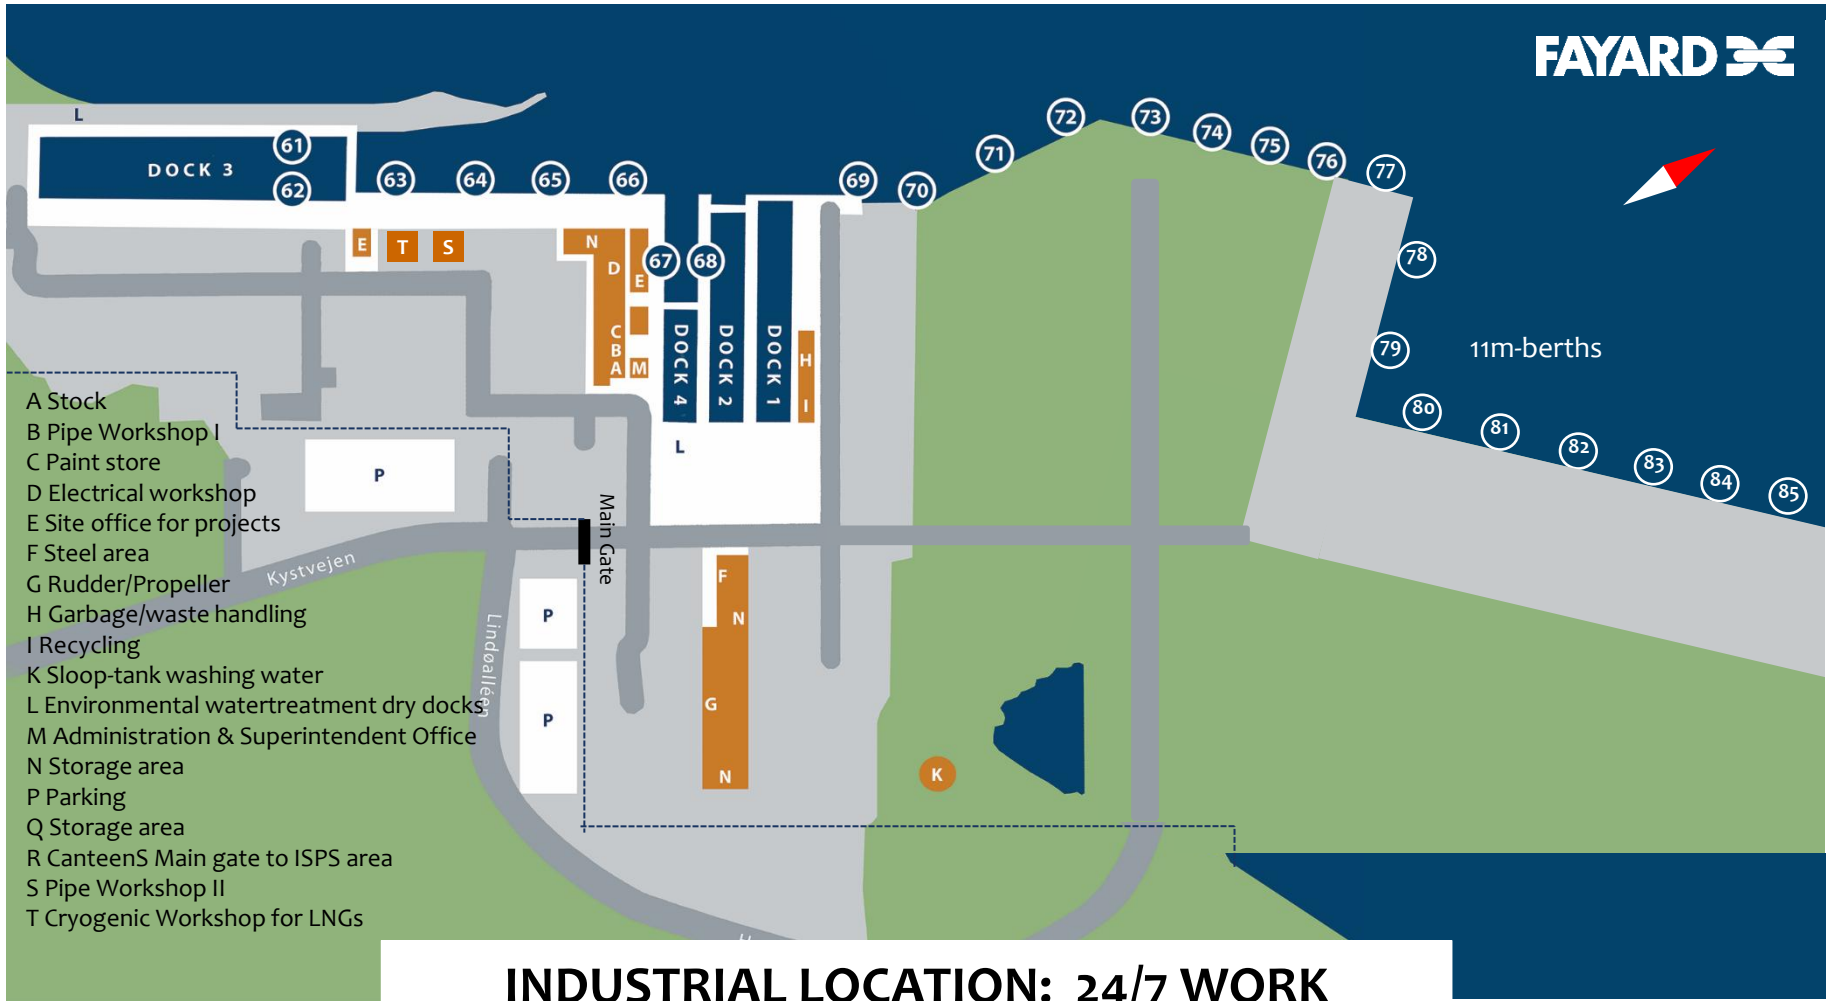 FAYARD
L
DOCK 3
61
62
63
64
65
66
67
68
69
70
71
72
73
74
75
76
77
78
79
80
81
82
83
84
85
11m-berths
E
T
S
N
D
E
C
B
A
M
DOCK 4
DOCK 2
DOCK 1
H
I
L
P
Main Gate
Kystvejen
Lindøalléen
P
P
F
N
G
N
K
A Stock
B Pipe Workshop I
C Paint store
D Electrical workshop
E Site office for projects
F Steel area
G Rudder/Propeller
H Garbage/waste handling
I Recycling
K Sloop-tank washing water
L Environmental watertreatment dry docks
M Administration & Superintendent Office
N Storage area
P Parking
Q Storage area
R CanteenS Main gate to ISPS area
S Pipe Workshop II
T Cryogenic Workshop for LNGs
INDUSTRIAL LOCATION: 24/7 WORK